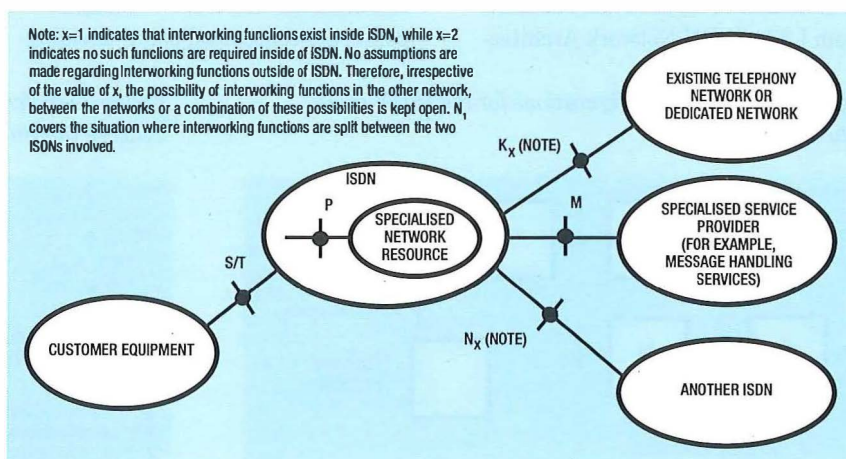 Note: x=1 indicates that interworking functions exist inside iSDN, while x=2
indicates no such functions are required inside of ISDN. No assumptions are
made regarding Interworking functions outside of ISDN. Therefore, irrespective
of the value of x, the possibility of interworking functions in the other network,
between the networks or a combination of these possibilities is kept open. N1
covers the situation where interworking functions are split between the two
ISONs involved.
EXISTING TELEPHONY
NETWORK OR
DEDICATED NETWORK
KX (NOTE)
ISDN
P
SPECIALISED
NETWORK
RESOURCE
M
SPECIALISED SERVICE
PROVIDER
(FOR EXAMPLE,
MESSAGE HANDLING
SERVICES)
S/T
NX (NOTE)
CUSTOMER EQUIPMENT
ANOTHER ISDN